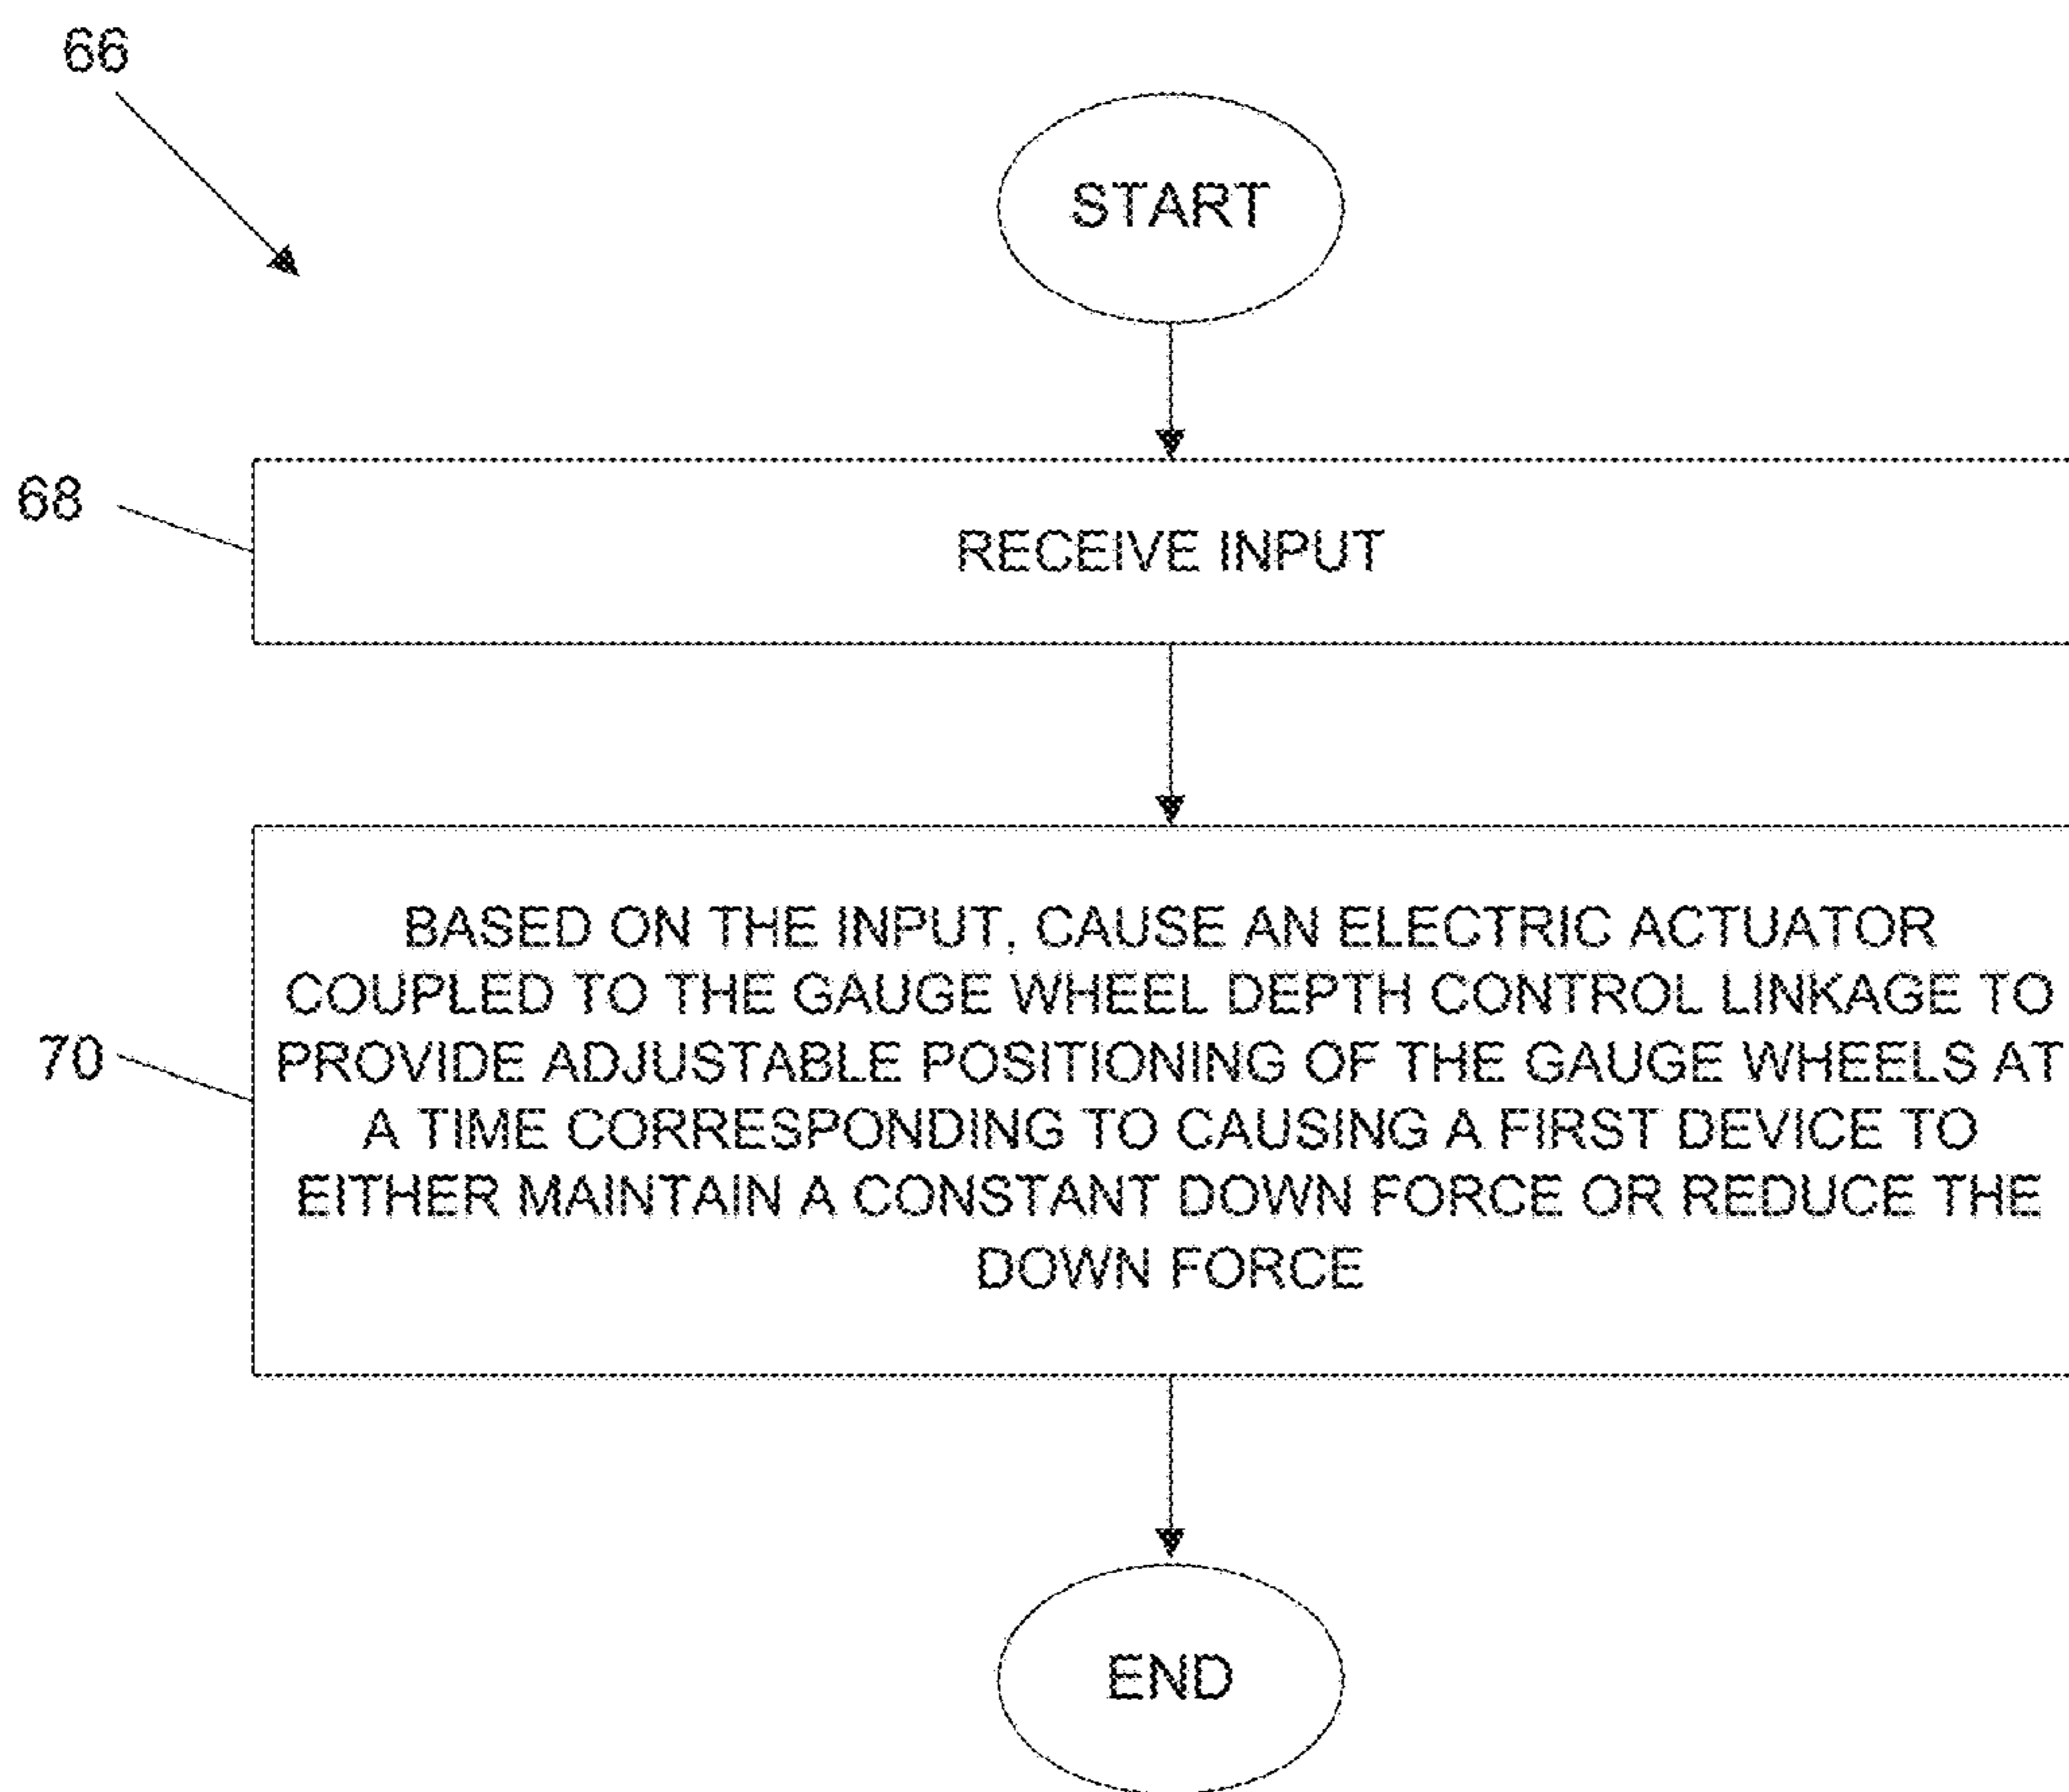 66
START
68
RECEIVE INPUT
70
BASED ON THE INPUT, CAUSE AN ELECTRIC ACTUATOR
COUPLED TO THE GAUGE WHEEL DEPTH CONTROL LINKAGE TO
PROVIDE ADJUSTABLE POSITIONING OF THE GAUGE WHEELS AT
A TIME CORRESPONDING TO CAUSING A FIRST DEVICE TO
EITHER MAINTAIN A CONSTANT DOWN FORCE OR REDUCE THE
DOWN FORCE
END